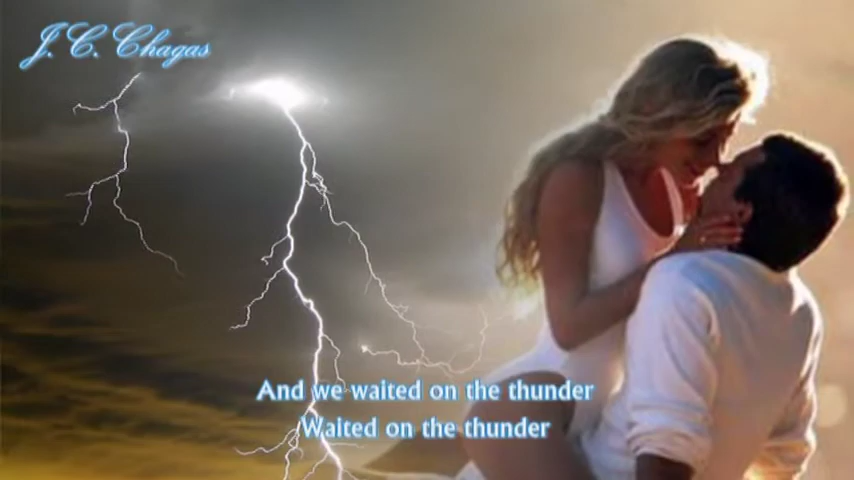 J. C. Chagas
And we waited on the thunder
Waited on the thunder